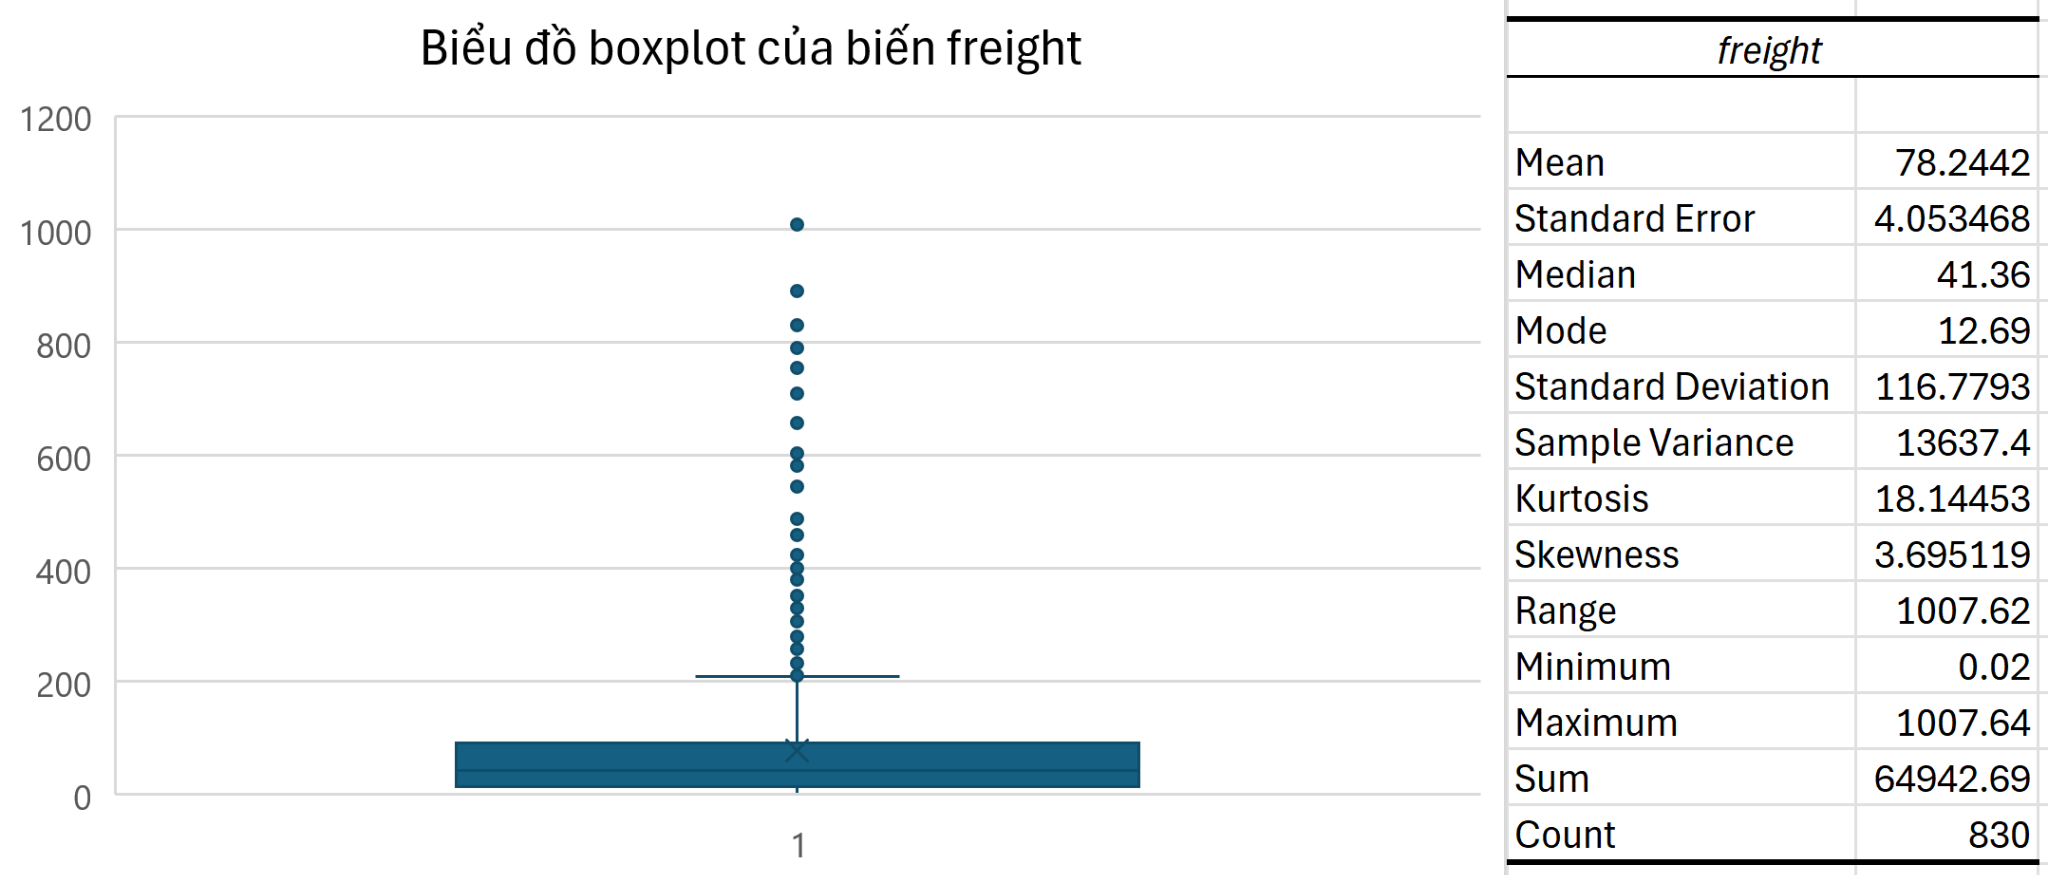 Biểu đồ boxplot của biến freight
1200
1000
800
600
400
200
0
1
freight
Mean 78.2442
Standard Error 4.053468
Median 41.36
Mode 12.69
Standard Deviation 116.7793
Sample Variance 13637.4
Kurtosis 18.14453
Skewness 3.695119
Range 1007.62
Minimum 0.02
Maximum 1007.64
Sum 64942.69
Count 830